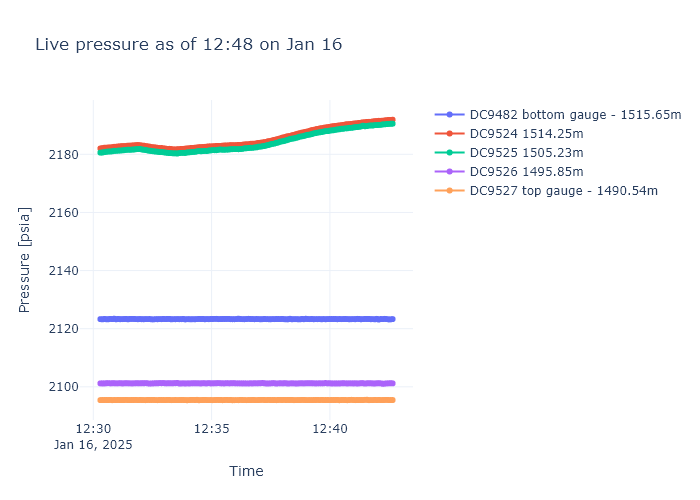 Live pressure as of 12:48 on Jan 16
DC9482 bottom gauge - 1515.65m
DC9524 1514.25m
DC9525 1505.23m
DC9526 1495.85m
DC9527 top gauge - 1490.54m
Pressure [psia]
2180
2160
2140
2120
2100
12:30
Jan 16, 2025
12:35
12:40
Time